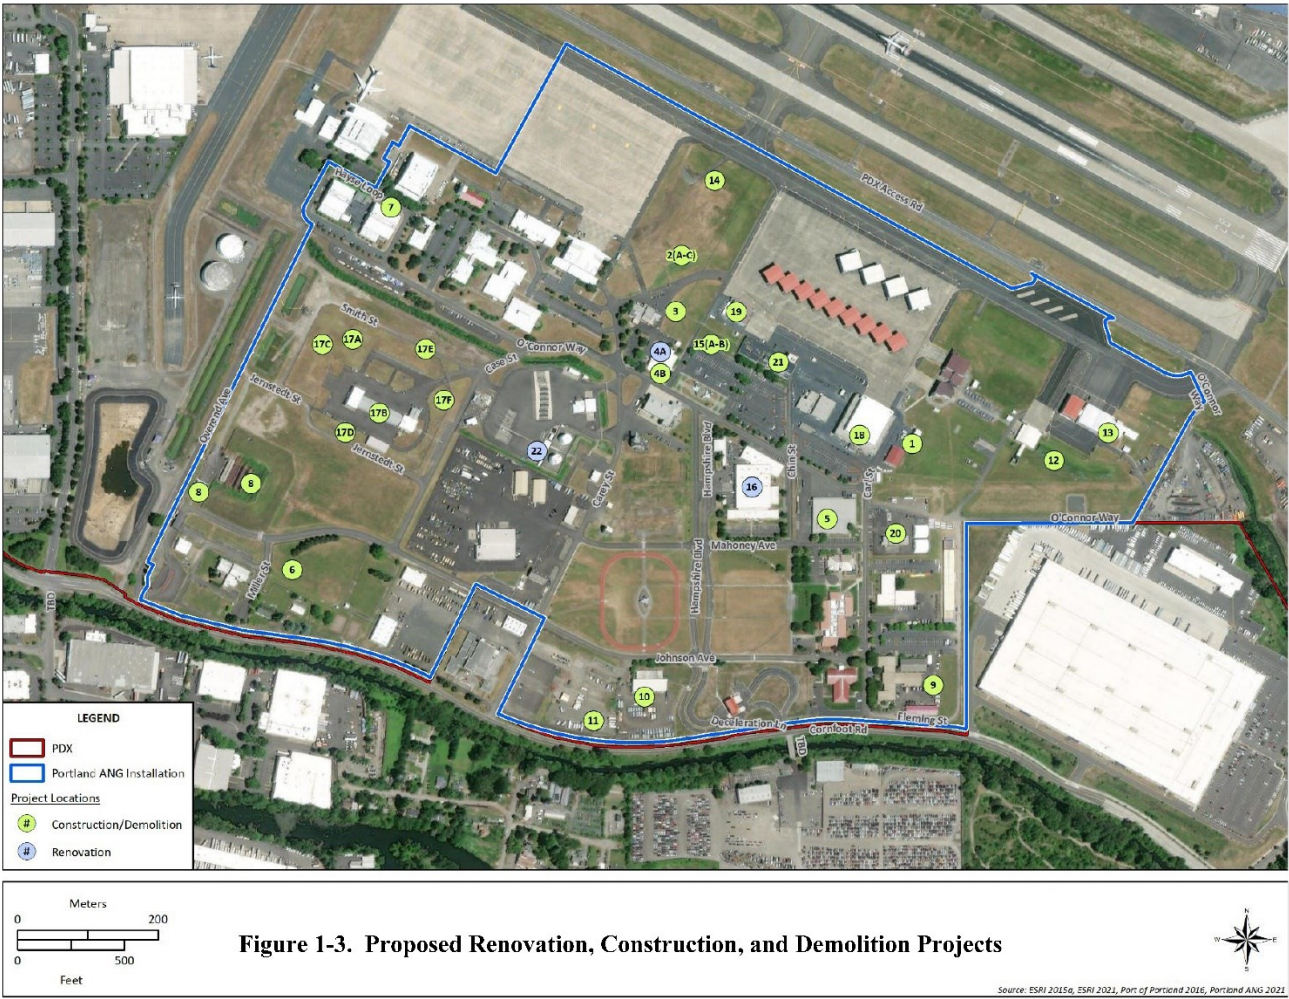 PDX Access Rd
Hayse Loop
14
7
2(A-C)
3
19
Smith St
17C
17A
17E
O'Connor Way
4A
15(A-B)
Case St
4B
21
O'Connor Way
Jernstedt St
17F
17B
Overend Ave
17D
Jernstedt St
18
1
13
22
12
Hampshire Blvd
Chin St
Carl St
Cary St
8
8
16
5
O'Connor Way
20
Mahoney Ave
Miller St
6
Hampshire Blvd
TBD
Johnson Ave
9
10
11
Deceleration Ln
Fleming St
Cornfoot Rd
TBD
LEGEND
PDX
Portland ANG Installation
Project Locations
# Construction/Demolition
# Renovation
Meters
0 200
0 500
Feet
Figure 1-3. Proposed Renovation, Construction, and Demolition Projects
N
W E
S
Source: ESRI 2015a, ESRI 2021, Port of Portland 2016, Portland ANG 2021